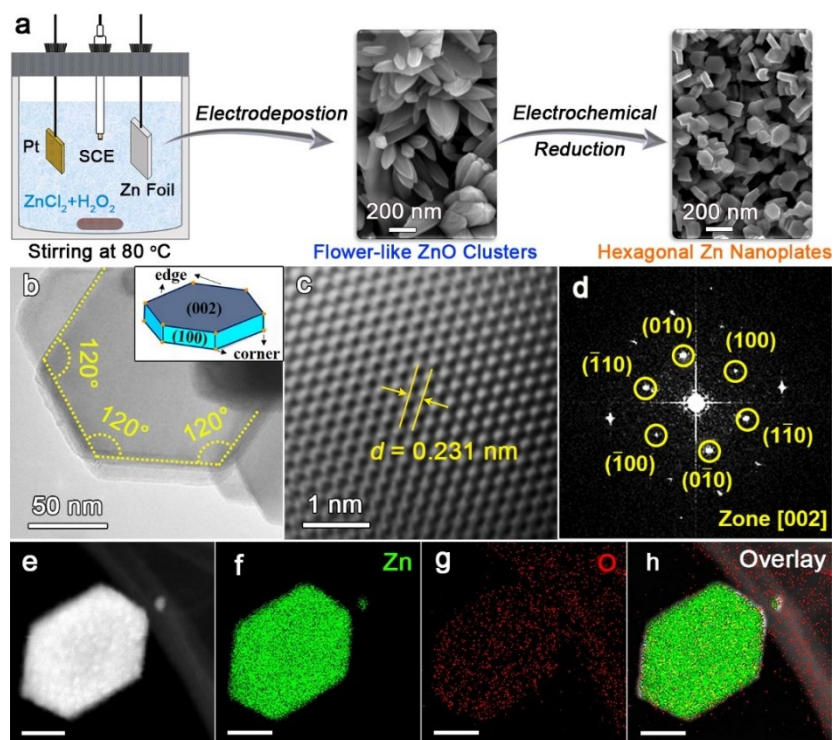 a
Electrodepostion
Electrochemical
Reduction
Pt
SCE
Zn Foil
ZnCl₂+H₂O₂
Stirring at 80 °C
200 nm
Flower-like ZnO Clusters
200 nm
Hexagonal Zn Nanoplates
b
edge
(002)
(100)
corner
120°
120°
120°
50 nm
c
d = 0.231 nm
1 nm
d
(010)
(100)
(1̅10)
(11̅0)
(1̅00)
(01̅0)
Zone [002]
e
f
Zn
g
O
h
Overlay